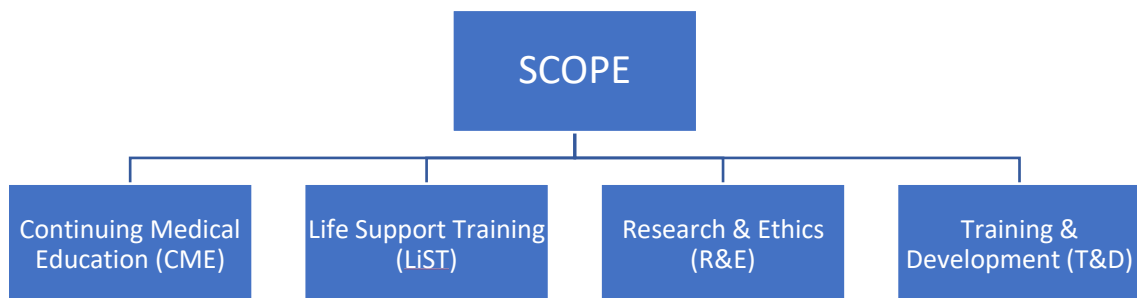 SCOPE
Continuing Medical
Education (CME)
Life Support Training
(LiST)
Research & Ethics
(R&E)
Training &
Development (T&D)